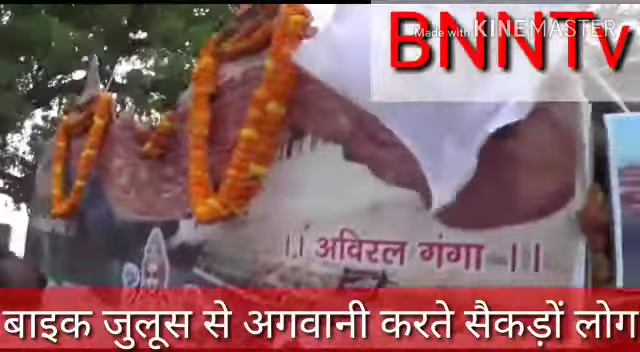 Made with KINEMASTER
BNNTv
।। अविरल गंगा ।।
बाइक जुलूस से अगवानी करते सैकड़ों लोग